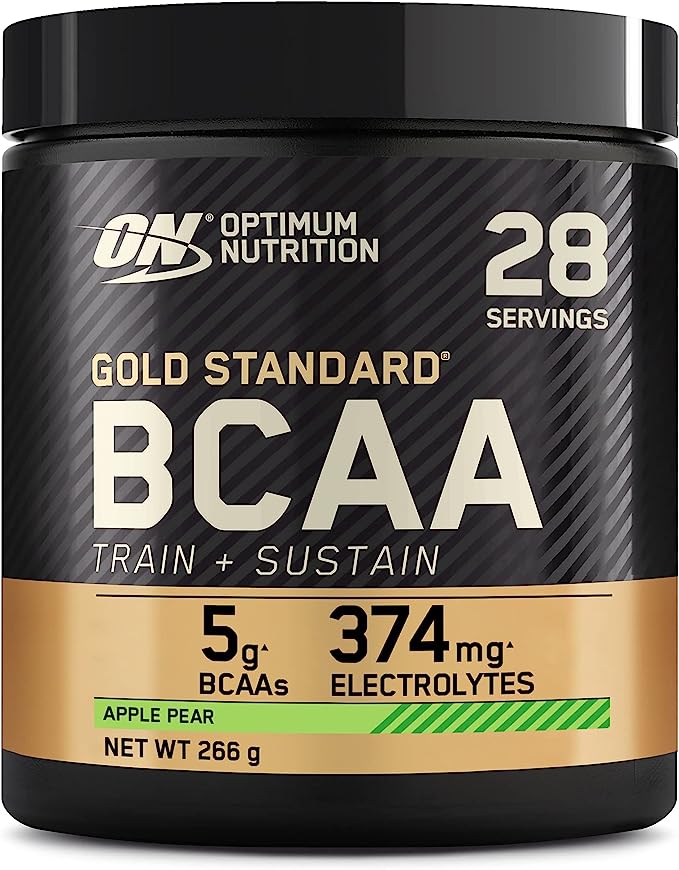 ON® OPTIMUM
NUTRITION
28
SERVINGS
GOLD STANDARD®
BCAA
TRAIN + SUSTAIN
5g▲ 374mg▲
BCAAs ELECTROLYTES
APPLE PEAR
NET WT 266 g